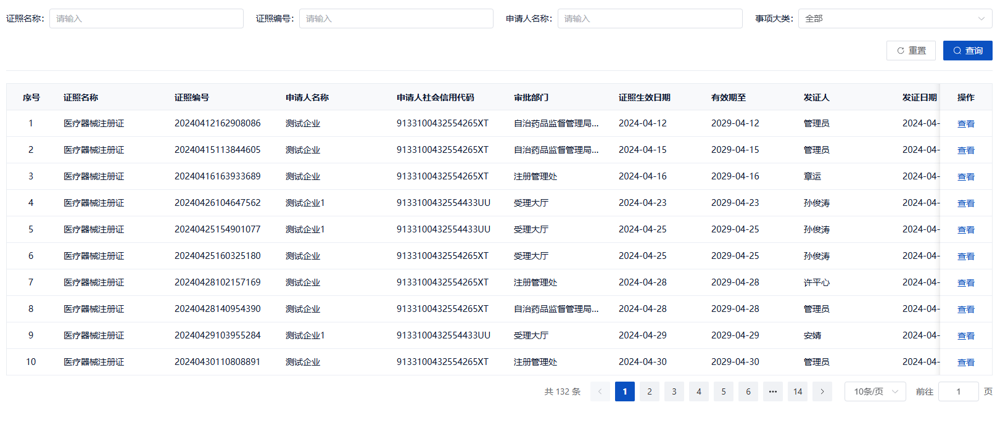 证照名称： 请输入 证照编号： 请输入 申请人名称： 请输入 事项大类： 全部
重置 查询
序号 证照名称 证照编号 申请人名称 申请人社会信用代码 审批部门 证照生效日期 有效期至 发证人 发证日期 操作
1 医疗器械注册证 20240412162908086 测试企业 9133100432554265XT 自治药品监督管理局... 2024-04-12 2029-04-12 管理员 2024-04- 查看
2 医疗器械注册证 20240415113844605 测试企业 9133100432554265XT 自治药品监督管理局... 2024-04-15 2029-04-15 管理员 2024-04- 查看
3 医疗器械注册证 20240416163933689 测试企业 9133100432554265XT 注册管理处 2024-04-16 2029-04-16 章运 2024-04- 查看
4 医疗器械注册证 20240426104647562 测试企业1 9133100432554433UU 受理大厅 2024-04-23 2029-04-23 孙俊涛 2024-04- 查看
5 医疗器械注册证 20240425154901077 测试企业1 9133100432554433UU 受理大厅 2024-04-25 2029-04-25 孙俊涛 2024-04- 查看
6 医疗器械注册证 20240425160325180 测试企业 9133100432554265XT 受理大厅 2024-04-25 2029-04-25 孙俊涛 2024-04- 查看
7 医疗器械注册证 20240428102157169 测试企业 9133100432554265XT 注册管理处 2024-04-28 2029-04-28 许平心 2024-04- 查看
8 医疗器械注册证 20240428140954390 测试企业 9133100432554265XT 自治药品监督管理局... 2024-04-28 2029-04-28 管理员 2024-04- 查看
9 医疗器械注册证 20240429103955284 测试企业1 9133100432554433UU 受理大厅 2024-04-29 2029-04-29 安婧 2024-04- 查看
10 医疗器械注册证 20240430110808891 测试企业 9133100432554265XT 注册管理处 2024-04-30 2029-04-30 管理员 2024-04- 查看
共 132 条 1 2 3 4 5 6 ••• 14 10条/页 前往 1 页